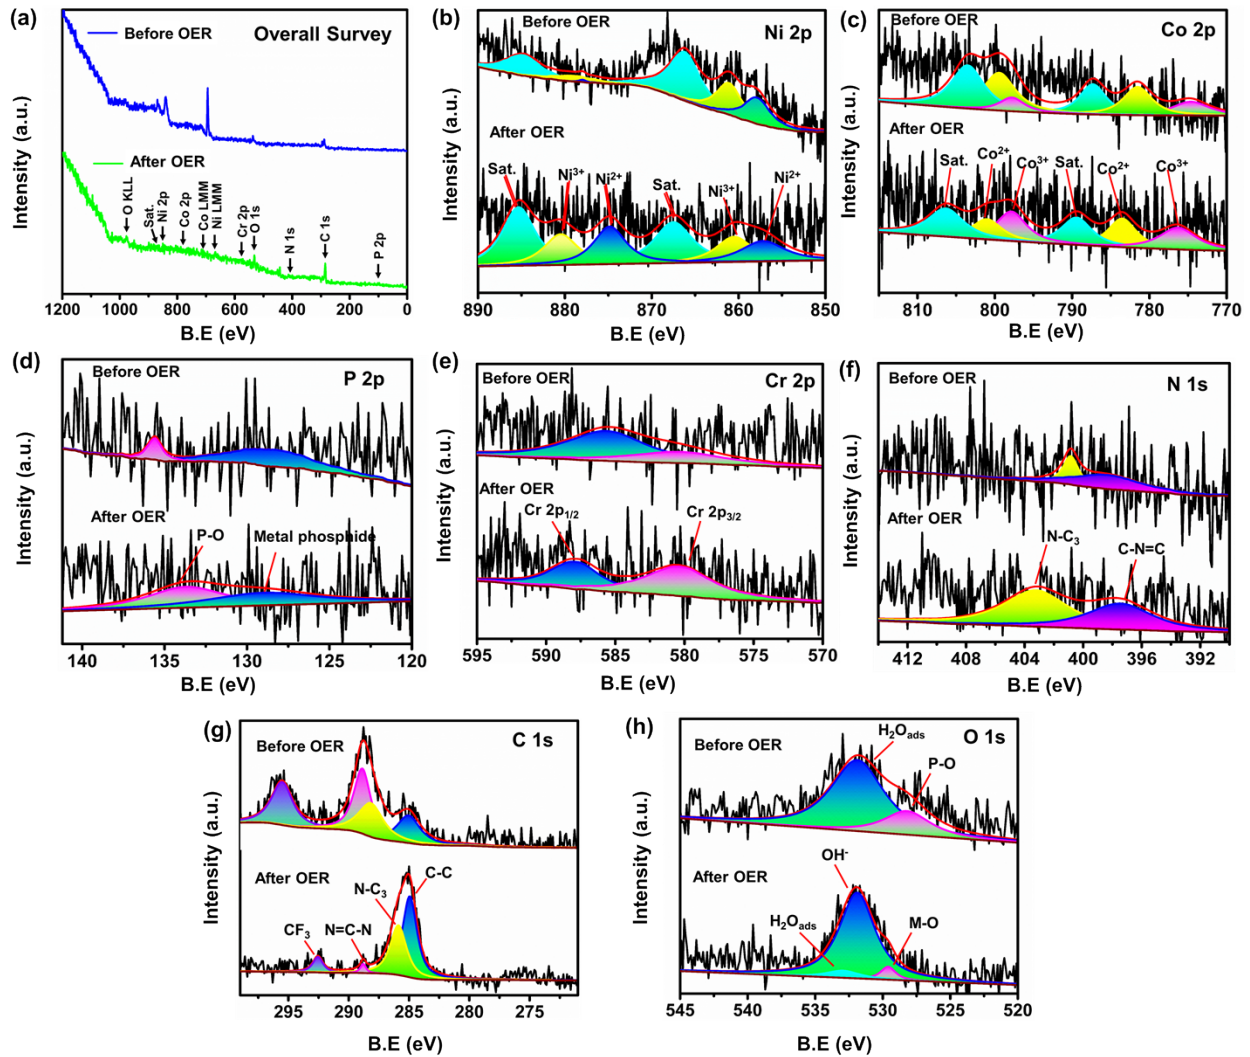 (a)
Before OER
Overall Survey
After OER
O KLL
Sat.
Ni 2p
Co 2p
Co LMM
Ni LMM
Cr 2p
O 1s
N 1s
C 1s
P 2p
Intensity (a.u.)
1200 1000 800 600 400 200 0
B.E (eV)
(b)
Before OER
Ni 2p
After OER
Sat.
Ni3+
Ni2+
Sat.
Ni3+
Ni2+
Intensity (a.u.)
890 880 870 860 850
B.E (eV)
(c)
Before OER
Co 2p
After OER
Sat.
Co2+
Co3+
Sat.
Co2+
Co3+
Intensity (a.u.)
810 800 790 780 770
B.E (eV)
(d)
Before OER
P 2p
After OER
P-O
Metal phosphide
Intensity (a.u.)
140 135 130 125 120
B.E (eV)
(e)
Before OER
Cr 2p
After OER
Cr 2p1/2
Cr 2p3/2
Intensity (a.u.)
595 590 585 580 575 570
B.E (eV)
(f)
Before OER
N 1s
After OER
N-C3
C-N=C
Intensity (a.u.)
412 408 404 400 396 392
B.E (eV)
(g)
Before OER
C 1s
After OER
CF3
N=C-N
N-C3
C-C
Intensity (a.u.)
295 290 285 280 275
B.E (eV)
(h)
Before OER
O 1s
H2Oads
P-O
After OER
OH-
H2Oads
M-O
Intensity (a.u.)
545 540 535 530 525 520
B.E (eV)